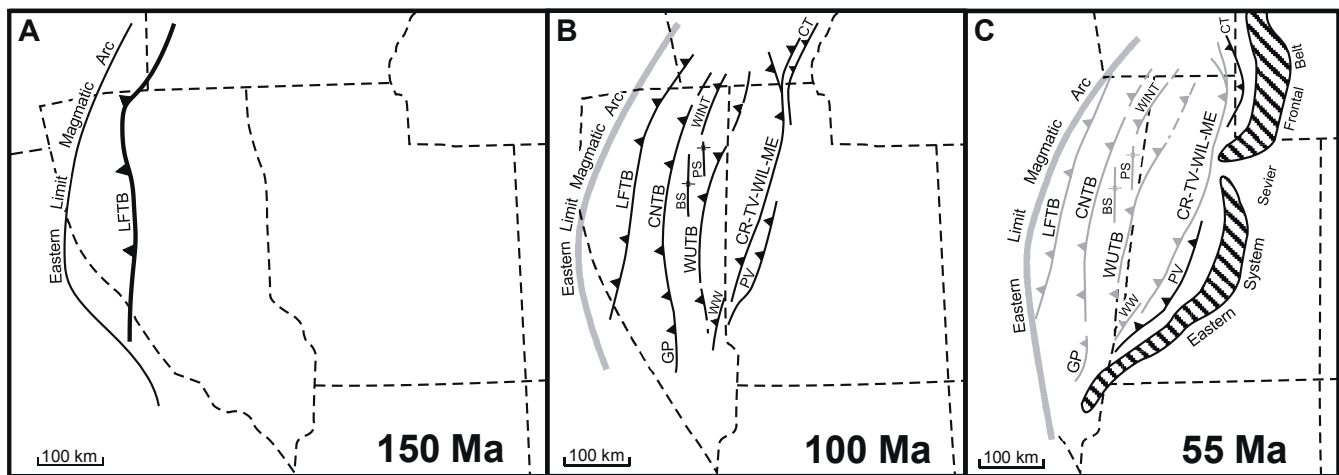 A
Magmatic Arc
Eastern Limit
LFTB
100 km
150 Ma
B
CT
Eastern Limit Magmatic Arc
WINT
LFTB
CNTB
BS
PS
WUTB
CR-TV-WIL-ME
PV
WW
GP
100 km
100 Ma
C
CT
Frontal Belt
Eastern Limit Magmatic Arc
WINT
LFTB
CNTB
BS
PS
WUTB
CR-TV-WIL-ME
Sevier
PV
WW
Eastern System
GP
100 km
55 Ma